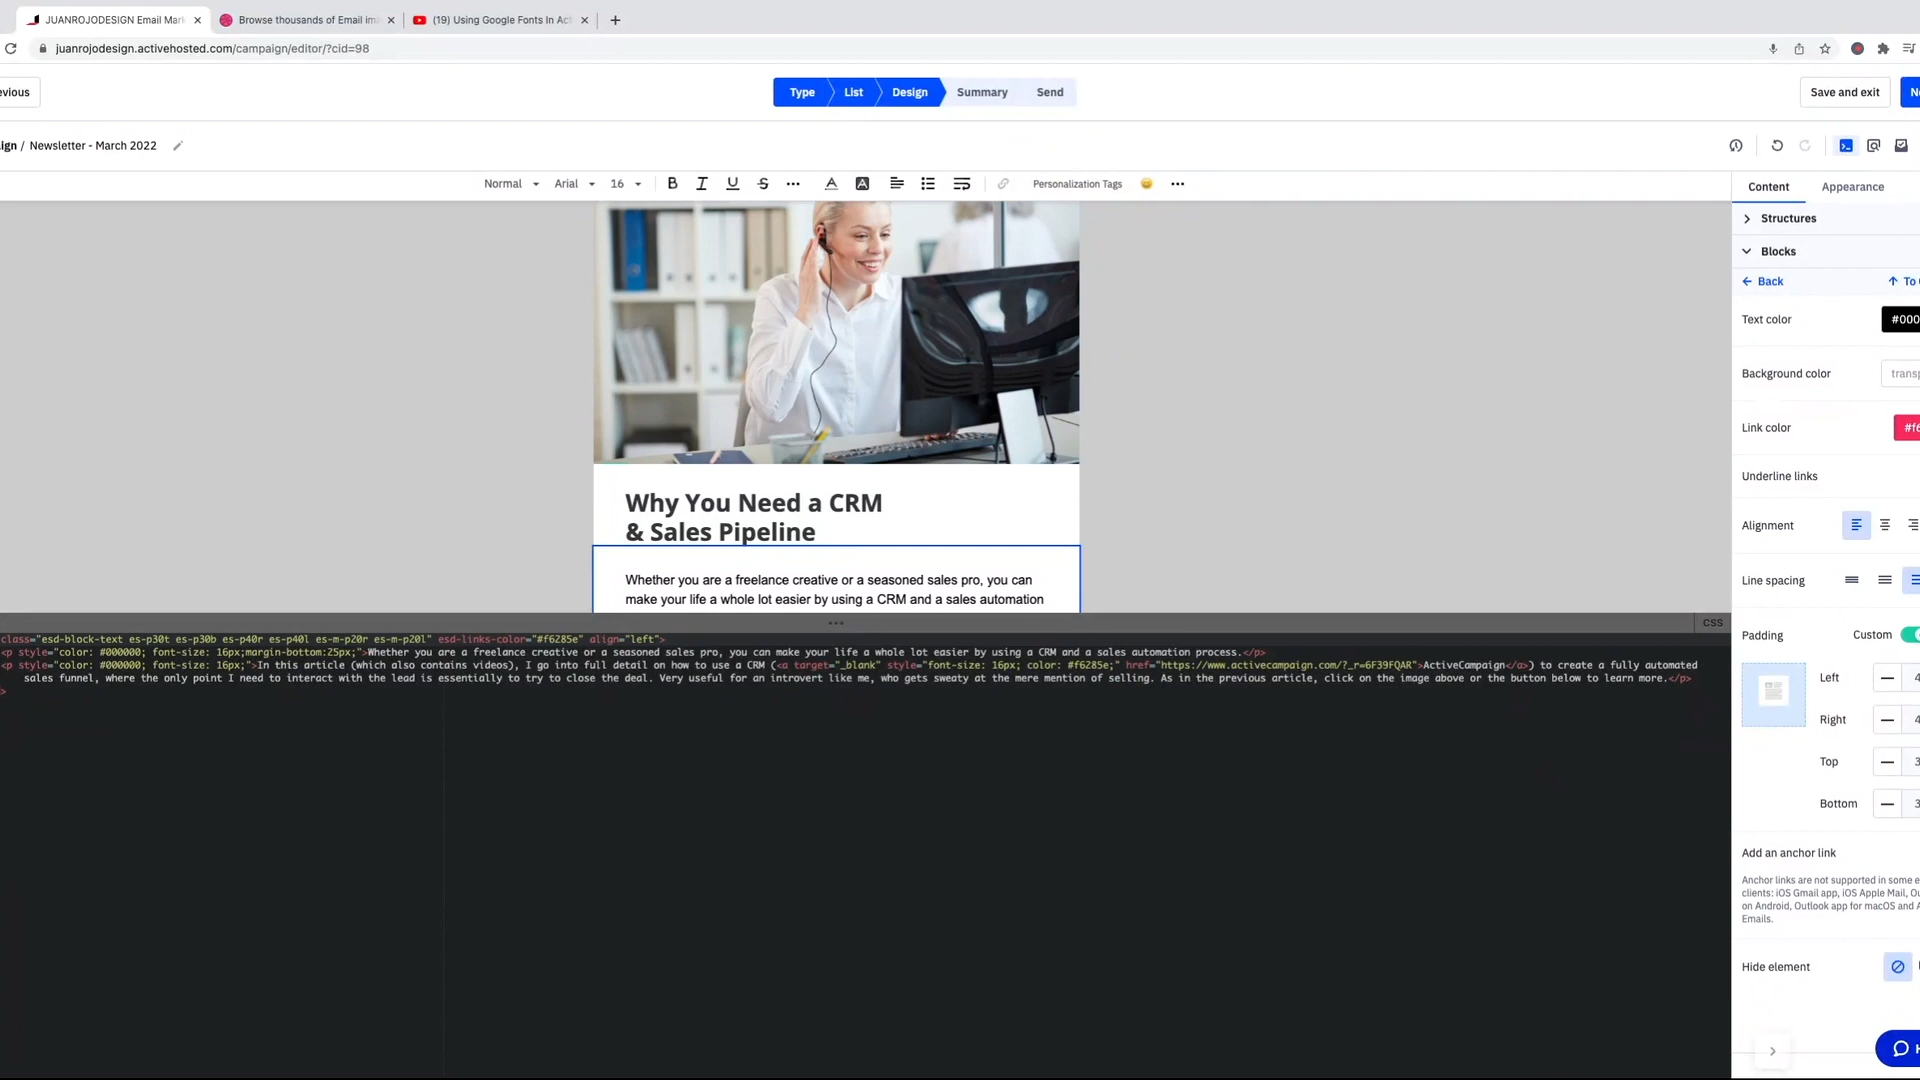 JUANROJODESIGN Email Mark
Browse thousands of Email im
(19) Using Google Fonts In Act
juanrojodesign.activehosted.com/campaign/editor/?cid=98
evious
Type
List
Design
Summary
Send
Save and exit
N
ign / Newsletter - March 2022
Normal
Arial
16
B I U S
Personalization Tags
Content
Appearance
Structures
Blocks
Back
To
Text color
#000
Background color
transp
Link color
#f6
Underline links
Alignment
Line spacing
Padding
Custom
Left
4
Right
4
Top
3
Bottom
3
Add an anchor link
Anchor links are not supported in some e
clients: iOS Gmail app, iOS Apple Mail, Ou
on Android, Outlook app for macOS and A
Emails.
Hide element
Why You Need a CRM
& Sales Pipeline
Whether you are a freelance creative or a seasoned sales pro, you can
make your life a whole lot easier by using a CRM and a sales automation
CSS
class="esd-block-text es-p30t es-p30b es-p40r es-p40l es-m-p20r es-m-p20l" esd-links-color="#f6285e" align="left">
<p style="color: #000000; font-size: 16px;margin-bottom:25px;">Whether you are a freelance creative or a seasoned sales pro, you can make your life a whole lot easier by using a CRM and a sales automation process.</p>
<p style="color: #000000; font-size: 16px;">In this article (which also contains videos), I go into full detail on how to use a CRM (<a target="_blank" style="font-size: 16px; color: #f6285e;" href="https://www.activecampaign.com/?_r=6F39FQAR">ActiveCampaign</a>) to create a fully automated
sales funnel, where the only point I need to interact with the lead is essentially to try to close the deal. Very useful for an introvert like me, who gets sweaty at the mere mention of selling. As in the previous article, click on the image above or the button below to learn more.</p>
>